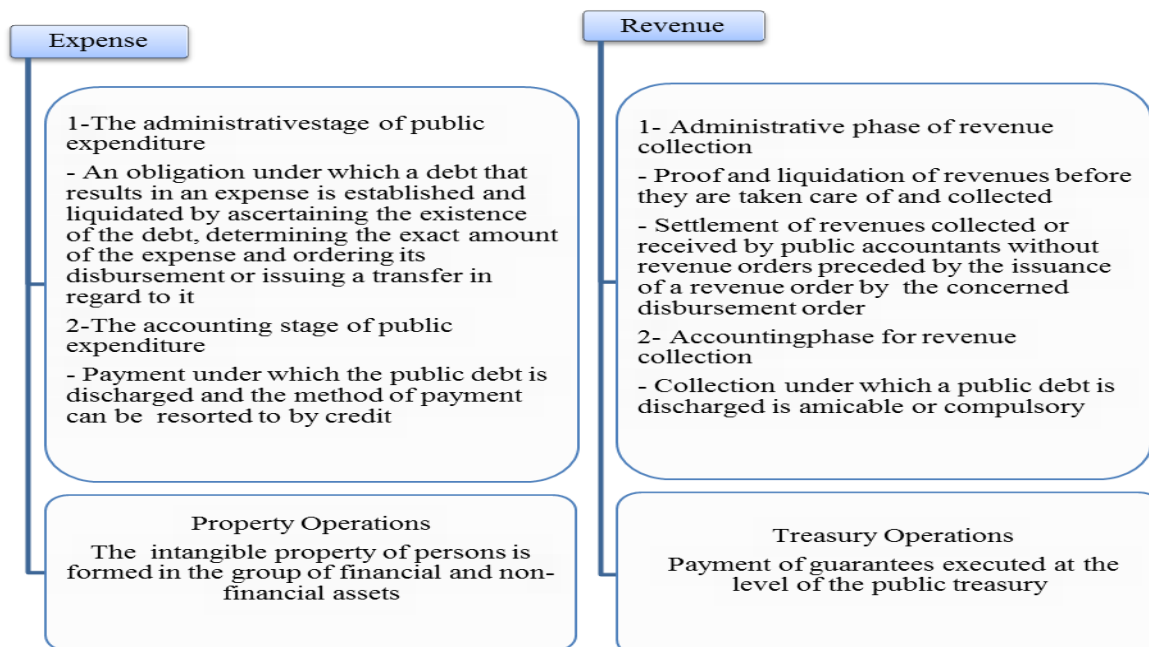 Expense
1-The administrativestage of public
expenditure
- An obligation under which a debt that
results in an expense is established and
liquidated by ascertaining the existence
of the debt, determining the exact amount
of the expense and ordering its
disbursement or issuing a transfer in
regard to it
2-The accounting stage of public
expenditure
- Payment under which the public debt is
discharged and the method of payment
can be resorted to by credit
Property Operations
The intangible property of persons is
formed in the group of financial and non-
financial assets
Revenue
1- Administrative phase of revenue
collection
- Proof and liquidation of revenues before
they are taken care of and collected
- Settlement of revenues collected or
received by public accountants without
revenue orders preceded by the issuance
of a revenue order by the concerned
disbursement order
2- Accountingphase for revenue
collection
- Collection under which a public debt is
discharged is amicable or compulsory
Treasury Operations
Payment of guarantees executed at the
level of the public treasury